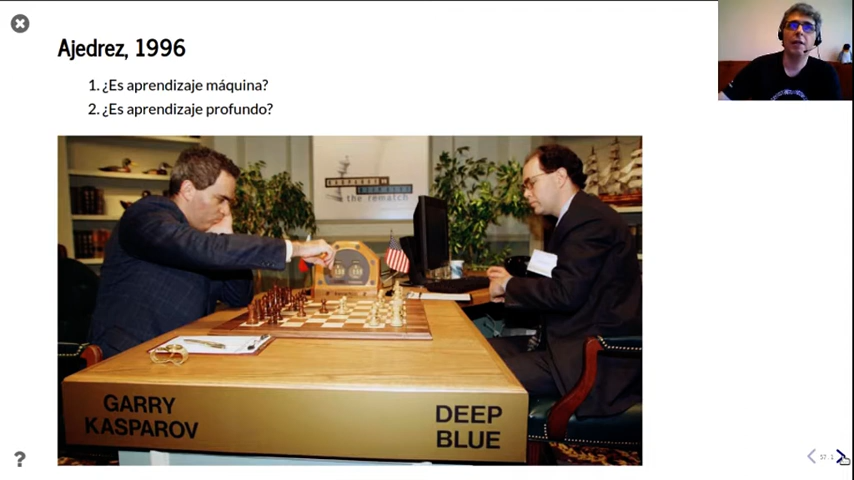 Ajedrez, 1996
1. ¿Es aprendizaje máquina?
2. ¿Es aprendizaje profundo?
the rematch
GARRY
KASPAROV
DEEP
BLUE
?